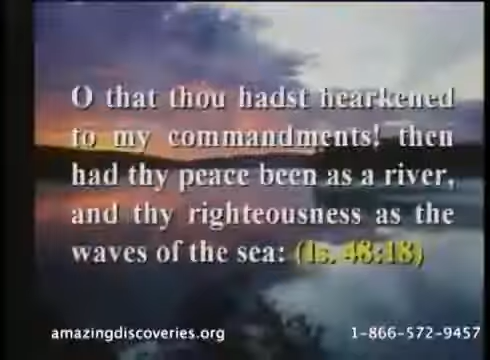 O that thou hadst hearkened
to my commandments! then
had thy peace been as a river,
and thy righteousness as the
waves of the sea: (Is. 48:18)
amazingdiscoveries.org 1-866-572-9457